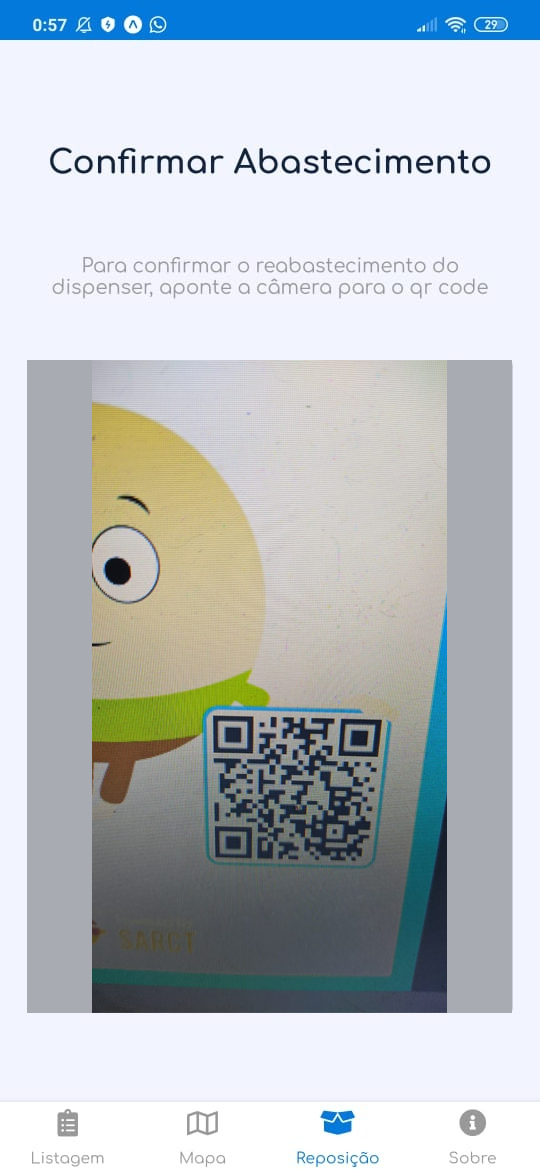 0:57
29
Confirmar Abastecimento
Para confirmar o reabastecimento do
dispenser, aponte a câmera para o qr code
SARGT
Listagem
Mapa
Reposição
Sobre